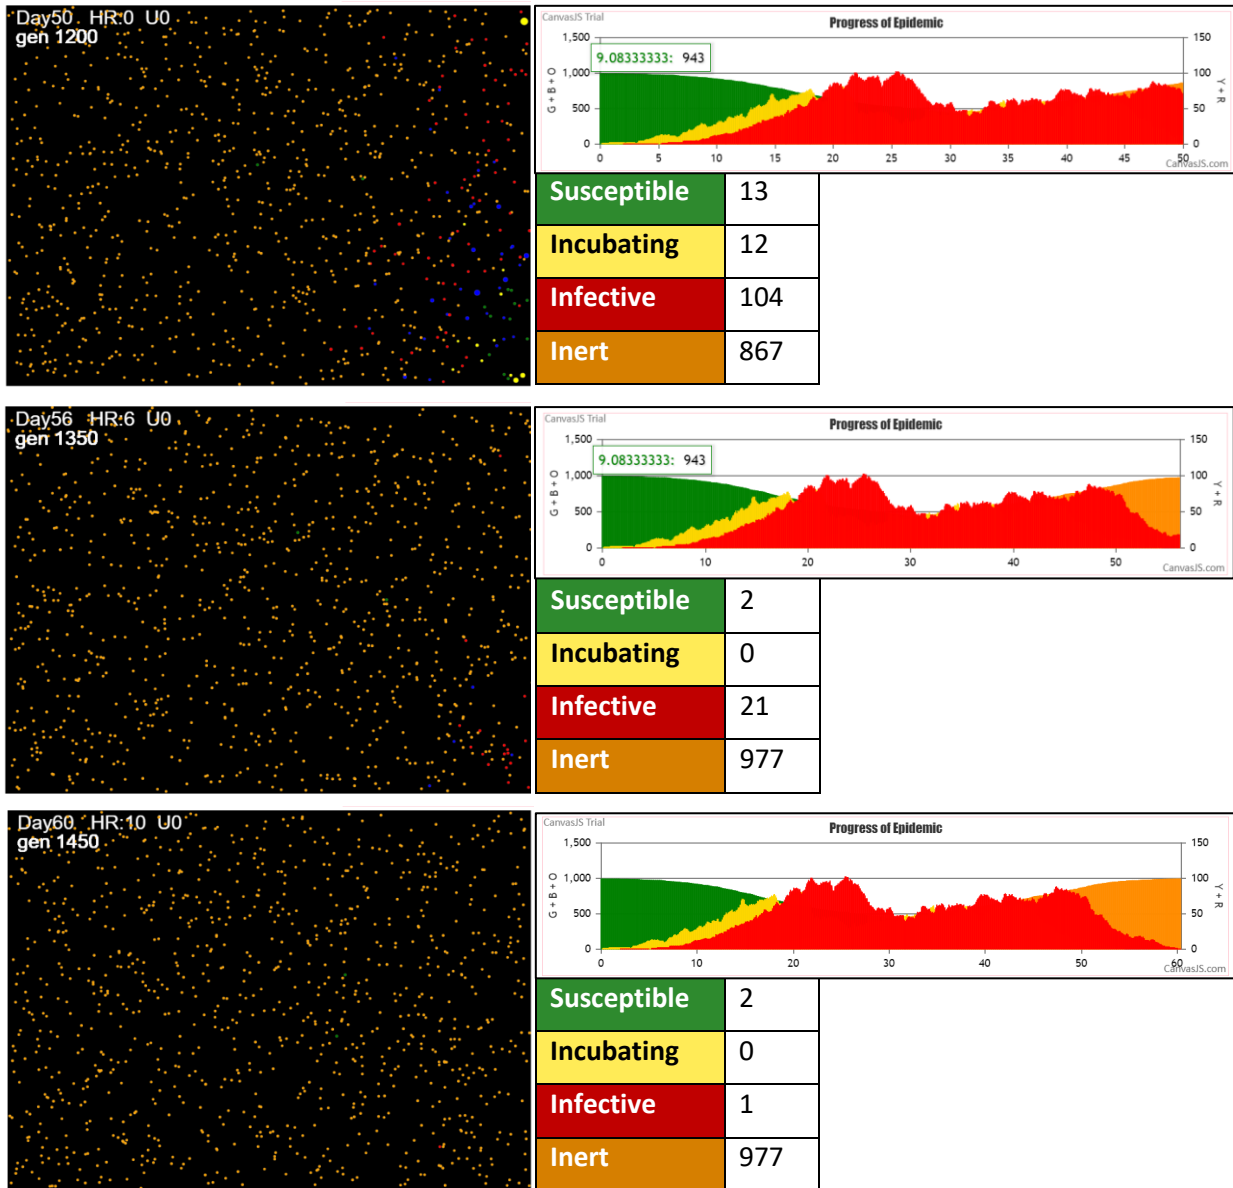 Day50 HR:0 U0
gen 1200
CanvasJS Trial
Progress of Epidemic
9.08333333: 943
G + B + O
1,500
1,000
500
0
150
100
50
0
Y + R
0 5 10 15 20 25 30 35 40 45 50
CanvasJS.com
Susceptible 13
Incubating 12
Infective 104
Inert 867
Day56 HR:6 U0
gen 1350
CanvasJS Trial
Progress of Epidemic
9.08333333: 943
G + B + O
1,500
1,000
500
0
150
100
50
0
Y + R
0 10 20 30 40 50
CanvasJS.com
Susceptible 2
Incubating 0
Infective 21
Inert 977
Day60 HR:10 U0
gen 1450
CanvasJS Trial
Progress of Epidemic
G + B + O
1,500
1,000
500
0
150
100
50
0
Y + R
0 10 20 30 40 50 60
CanvasJS.com
Susceptible 2
Incubating 0
Infective 1
Inert 977